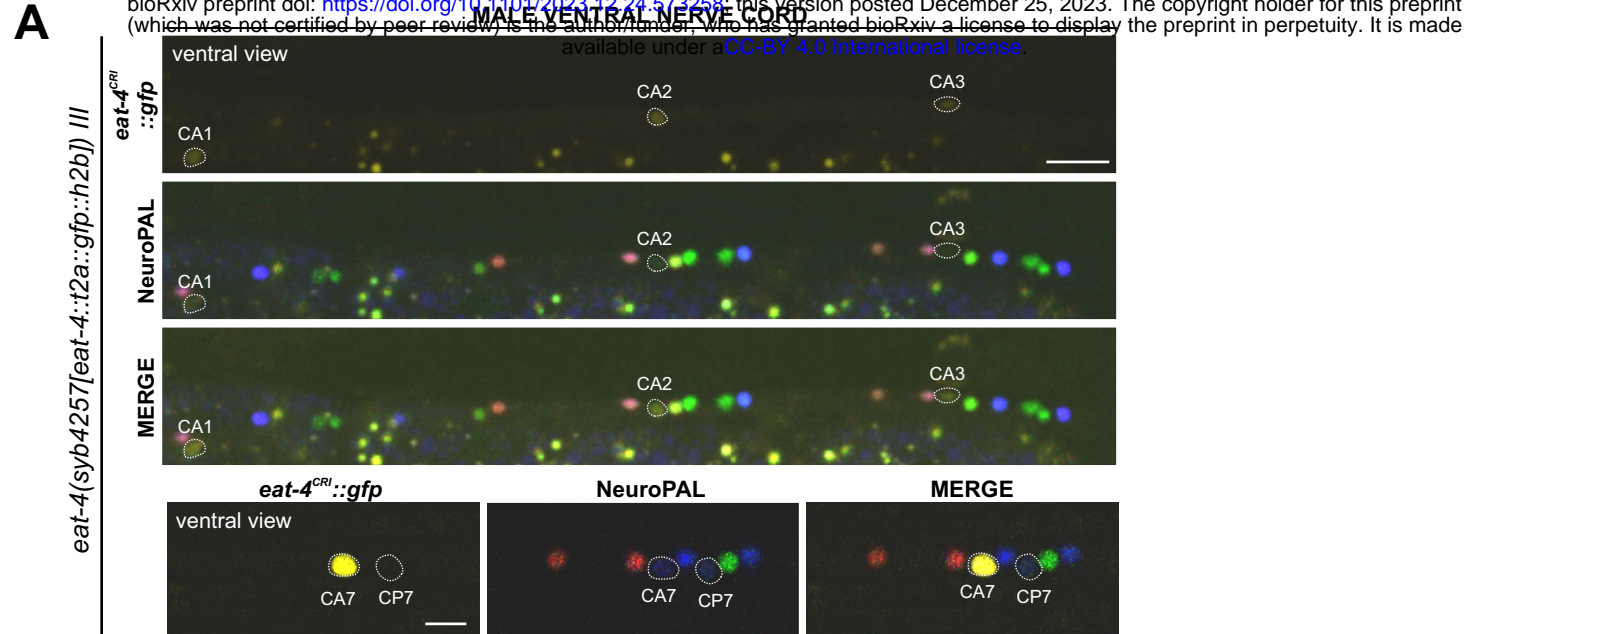 bioRxiv preprint doi: https://doi.org/10.1101/2023.12.24.573258; this version posted December 25, 2023. The copyright holder for this preprint
A
MALE VENTRAL NERVE CORD
(which was not certified by peer review) is the author/funder, who has granted bioRxiv a license to display the preprint in perpetuity. It is made
available under aCC-BY 4.0 International license.
eat-4(syb4257[eat-4::t2a::gfp::h2b]) III
eat-4CRI
::gfp
ventral view
CA1
CA2
CA3
NeuroPAL
CA1
CA2
CA3
MERGE
CA1
CA2
CA3
eat-4CRI::gfp
NeuroPAL
MERGE
ventral view
CA7
CP7
CA7
CP7
CA7
CP7